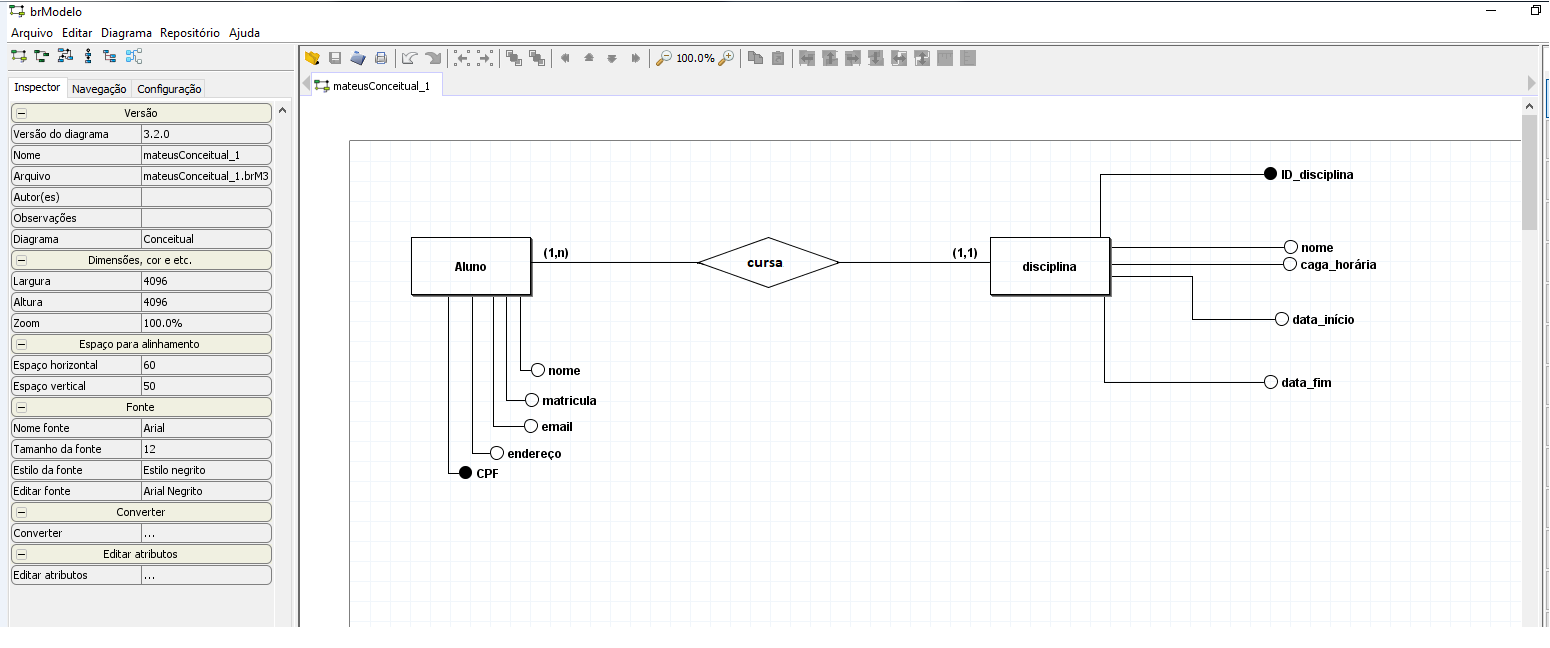 brModelo
Arquivo Editar Diagrama Repositório Ajuda
100.0%
Inspector Navegação Configuração
mateusConceitual_1
Versão
Versão do diagrama 3.2.0
Nome mateusConceitual_1
Arquivo mateusConceitual_1.brM3
Autor(es)
Observações
Diagrama Conceitual
Dimensões, cor e etc.
Largura 4096
Altura 4096
Zoom 100.0%
Espaço para alinhamento
Espaço horizontal 60
Espaço vertical 50
Fonte
Nome fonte Arial
Tamanho da fonte 12
Estilo da fonte Estilo negrito
Editar fonte Arial Negrito
Converter
Converter ...
Editar atributos
Editar atributos ...
Aluno
(1,n)
cursa
(1,1)
disciplina
ID_disciplina
nome
caga_horária
data_início
data_fim
nome
matricula
email
endereço
CPF